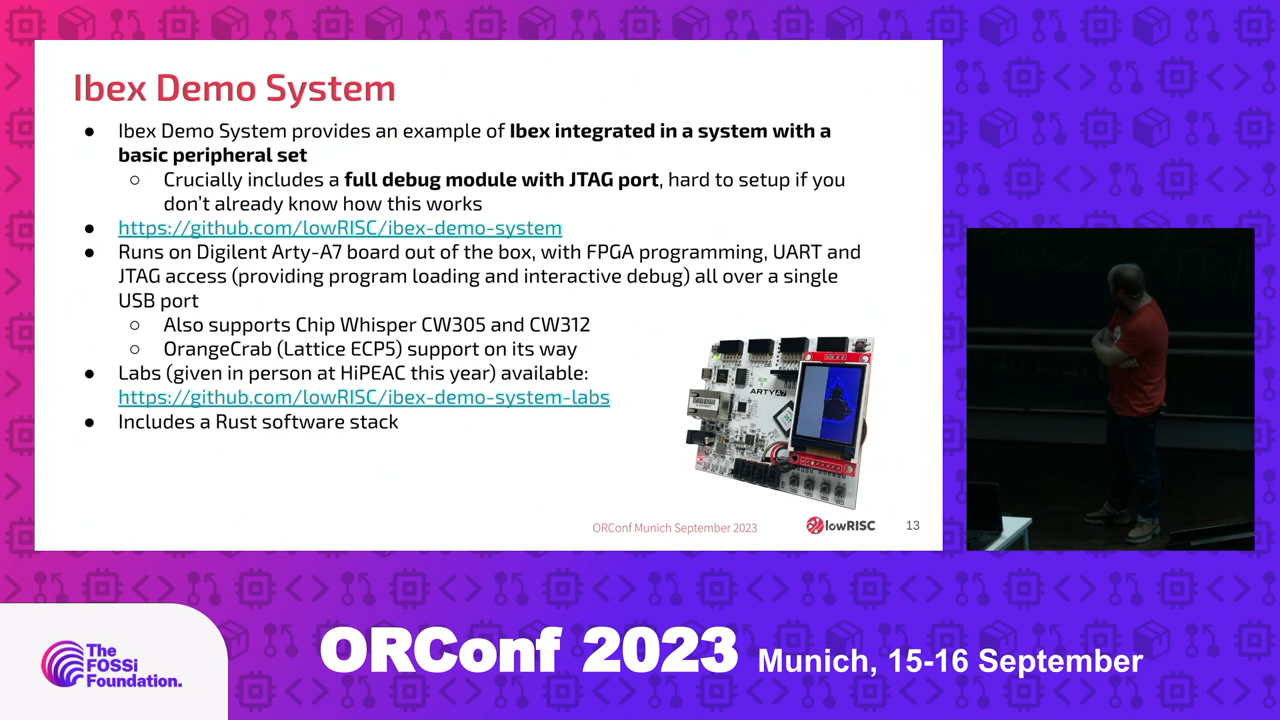 Ibex Demo System
● Ibex Demo System provides an example of Ibex integrated in a system with a
basic peripheral set
○ Crucially includes a full debug module with JTAG port, hard to setup if you
don't already know how this works
● https://github.com/lowRISC/ibex-demo-system
● Runs on Digilent Arty-A7 board out of the box, with FPGA programming, UART and
JTAG access (providing program loading and interactive debug) all over a single
USB port
○ Also supports Chip Whisper CW305 and CW312
○ OrangeCrab (Lattice ECP5) support on its way
● Labs (given in person at HiPEAC this year) available:
https://github.com/lowRISC/ibex-demo-system-labs
● Includes a Rust software stack
ARTY A7
ORConf Munich September 2023
lowRISC
13
The
FOSSi
Foundation.
ORConf 2023 Munich, 15-16 September